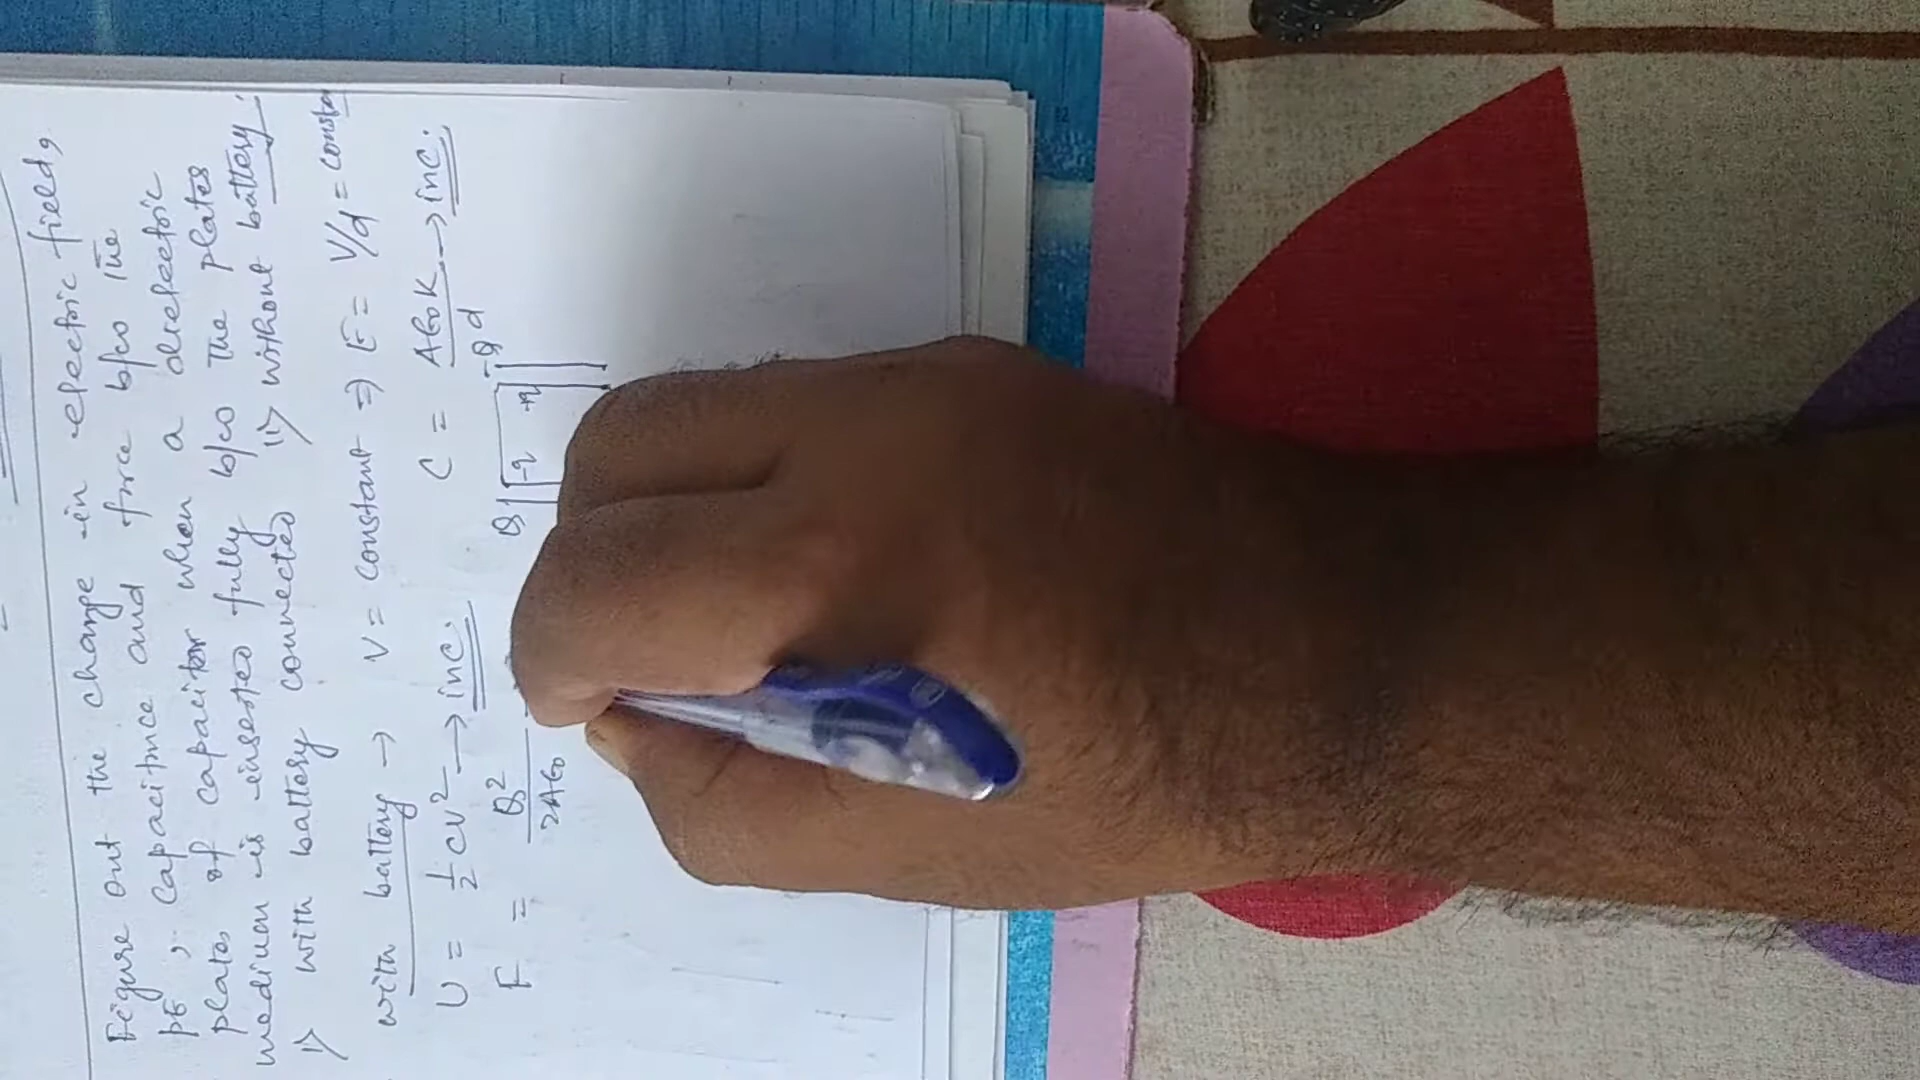 Figure out the change in electric field,
PE, capacitance and force b/w the
plates of capacitor when a dielectric
medium is inserted fully b/w the plates
i) with battery connected ii) without battery.
with battery → V = constant ⇒ E = V/d = consta
U = 1/2 CV² → inc. C = Aε₀K/d → inc.
F = Q²/2Aε₀ Q -q +q -Q